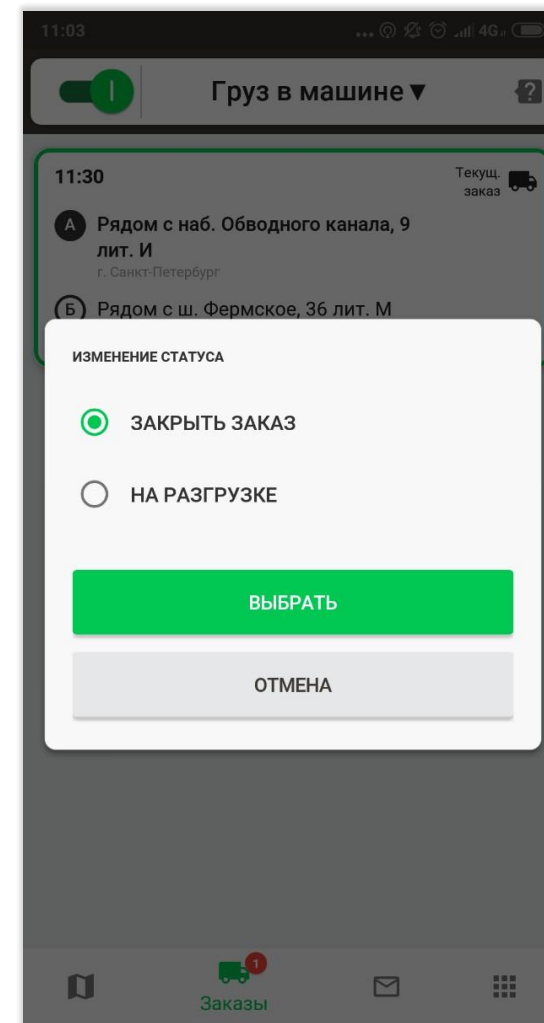 11:03
4G
Груз в машине ▼
?
11:30
Текущ.
заказ
А Рядом с наб. Обводного канала, 9
лит. И
г. Санкт-Петербург
Б Рядом с ш. Фермское, 36 лит. М
ИЗМЕНЕНИЕ СТАТУСА
ЗАКРЫТЬ ЗАКАЗ
НА РАЗГРУЗКЕ
ВЫБРАТЬ
ОТМЕНА
1
Заказы